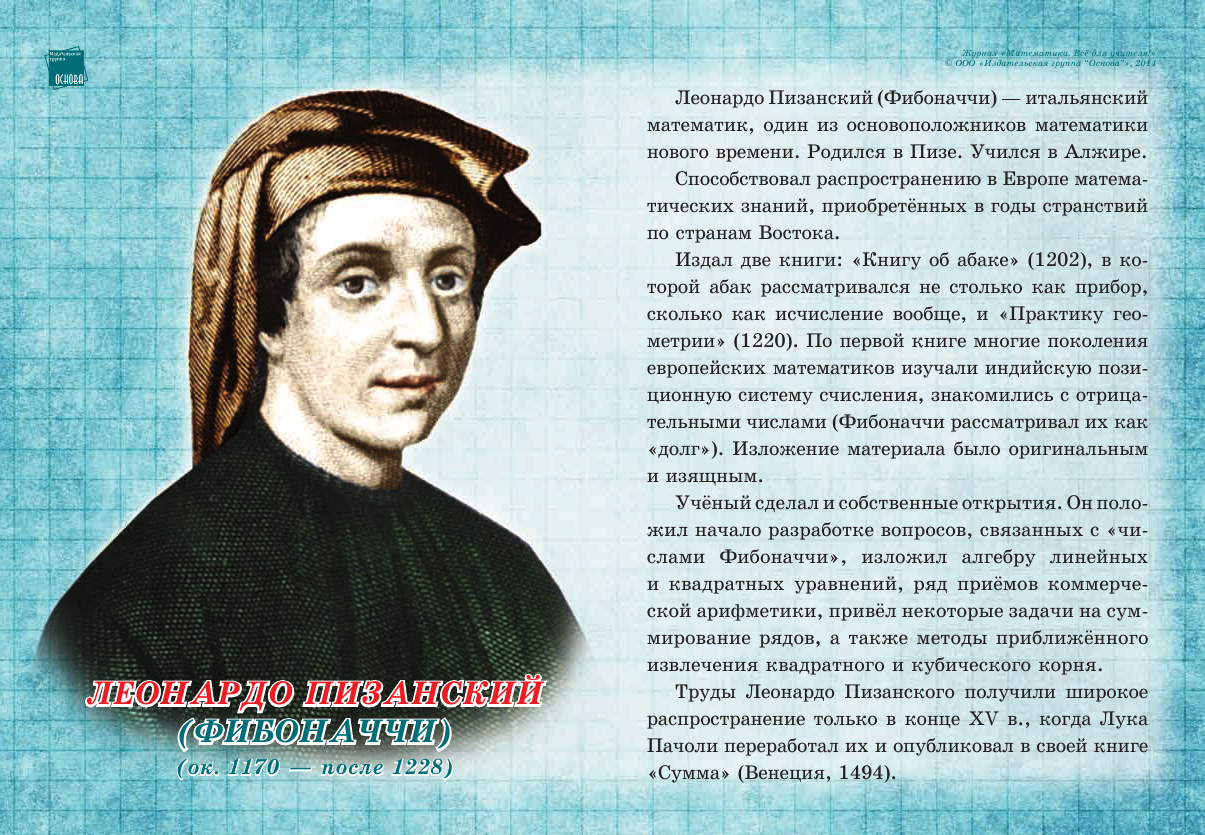 Издательская
группа
ОСНОВА
Журнал «Математика. Всё для учителя!»
© ООО «Издательская группа "Основа"», 2014
Леонардо Пизанский (Фибоначчи) — итальянский
математик, один из основоположников математики
нового времени. Родился в Пизе. Учился в Алжире.
Способствовал распространению в Европе матема-
тических знаний, приобретённых в годы странствий
по странам Востока.
Издал две книги: «Книгу об абаке» (1202), в ко-
торой абак рассматривался не столько как прибор,
сколько как исчисление вообще, и «Практику гео-
метрии» (1220). По первой книге многие поколения
европейских математиков изучали индийскую пози-
ционную систему счисления, знакомились с отрица-
тельными числами (Фибоначчи рассматривал их как
«долг»). Изложение материала было оригинальным
и изящным.
Учёный сделал и собственные открытия. Он поло-
жил начало разработке вопросов, связанных с «чи-
слами Фибоначчи», изложил алгебру линейных
и квадратных уравнений, ряд приёмов коммерче-
ской арифметики, привёл некоторые задачи на сум-
мирование рядов, а также методы приближённого
извлечения квадратного и кубического корня.
Труды Леонардо Пизанского получили широкое
распространение только в конце XV в., когда Лука
Пачоли переработал их и опубликовал в своей книге
«Сумма» (Венеция, 1494).
ЛЕОНАРДО ПИЗАНСКИЙ
(ФИБОНАЧЧИ)
(ок. 1170 — после 1228)